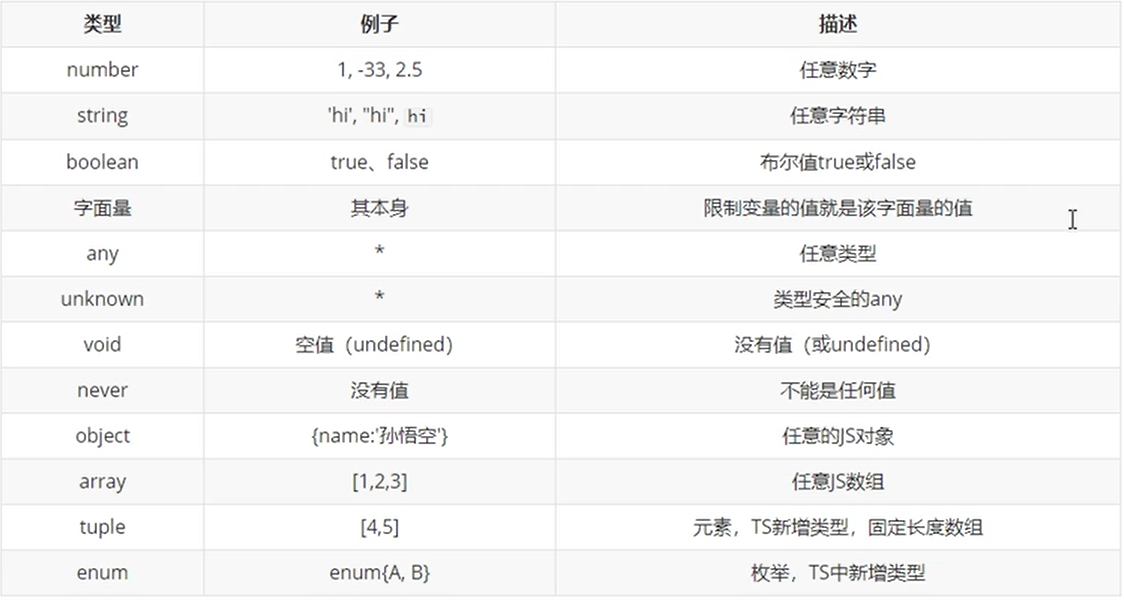 类型 例子 描述
number 1, -33, 2.5 任意数字
string 'hi', "hi", hi 任意字符串
boolean true、false 布尔值true或false
字面量 其本身 限制变量的值就是该字面量的值
any * 任意类型
unknown * 类型安全的any
void 空值（undefined） 没有值（或undefined）
never 没有值 不能是任何值
object {name:'孙悟空'} 任意的JS对象
array [1,2,3] 任意JS数组
tuple [4,5] 元素，TS新增类型，固定长度数组
enum enum{A, B} 枚举，TS中新增类型